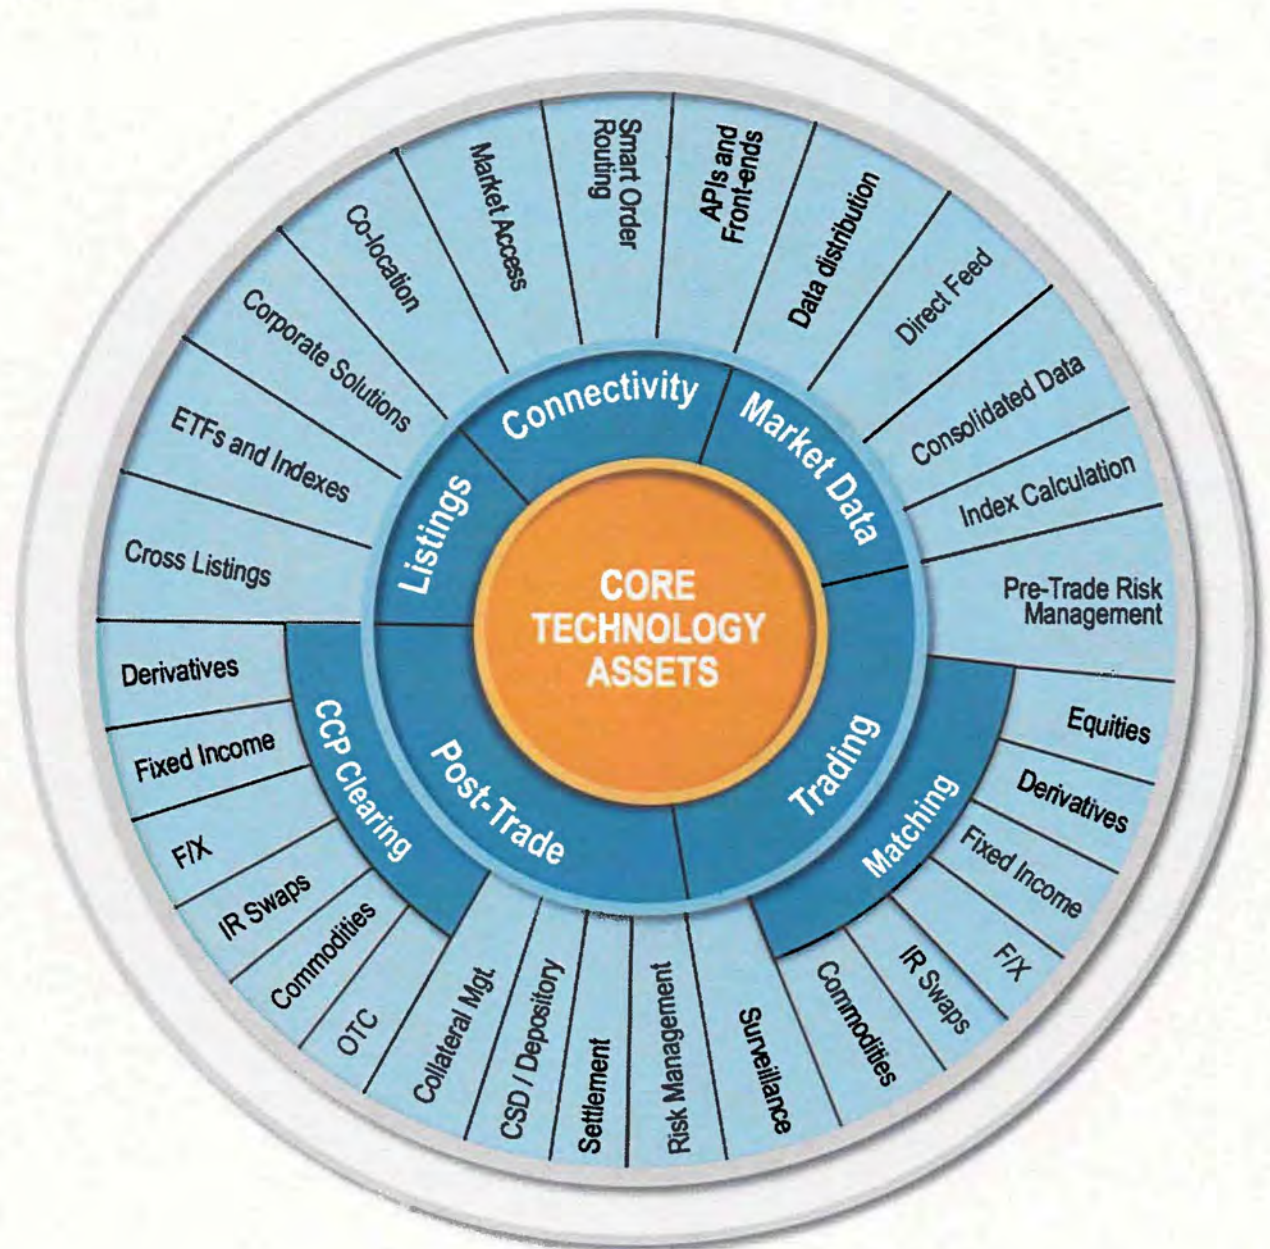 CORE
TECHNOLOGY
ASSETS
Connectivity
Co-location
Market Access
Smart Order
Routing
APIs and
Front-ends
Market Data
Data distribution
Direct Feed
Consolidated Data
Index Calculation
Trading
Pre-Trade Risk
Management
Matching
Equities
Derivatives
Fixed Income
F/X
IR Swaps
Commodities
Surveillance
Post-Trade
Risk Management
Settlement
CSD / Depository
Collateral Mgt.
CCP Clearing
OTC
Commodities
IR Swaps
F/X
Fixed Income
Derivatives
Listings
Cross Listings
ETFs and Indexes
Corporate Solutions